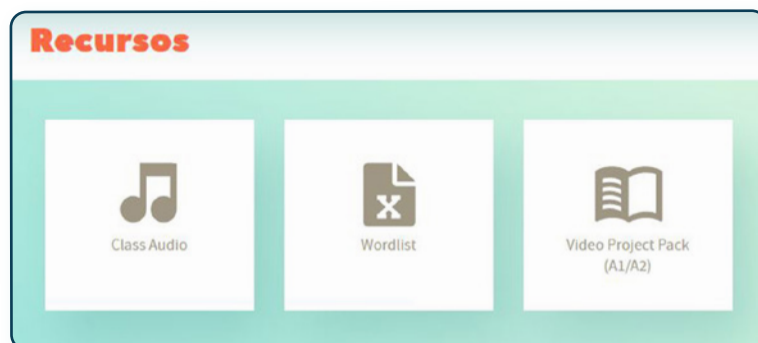 Recursos
Class Audio
Wordlist
Video Project Pack
(A1/A2)